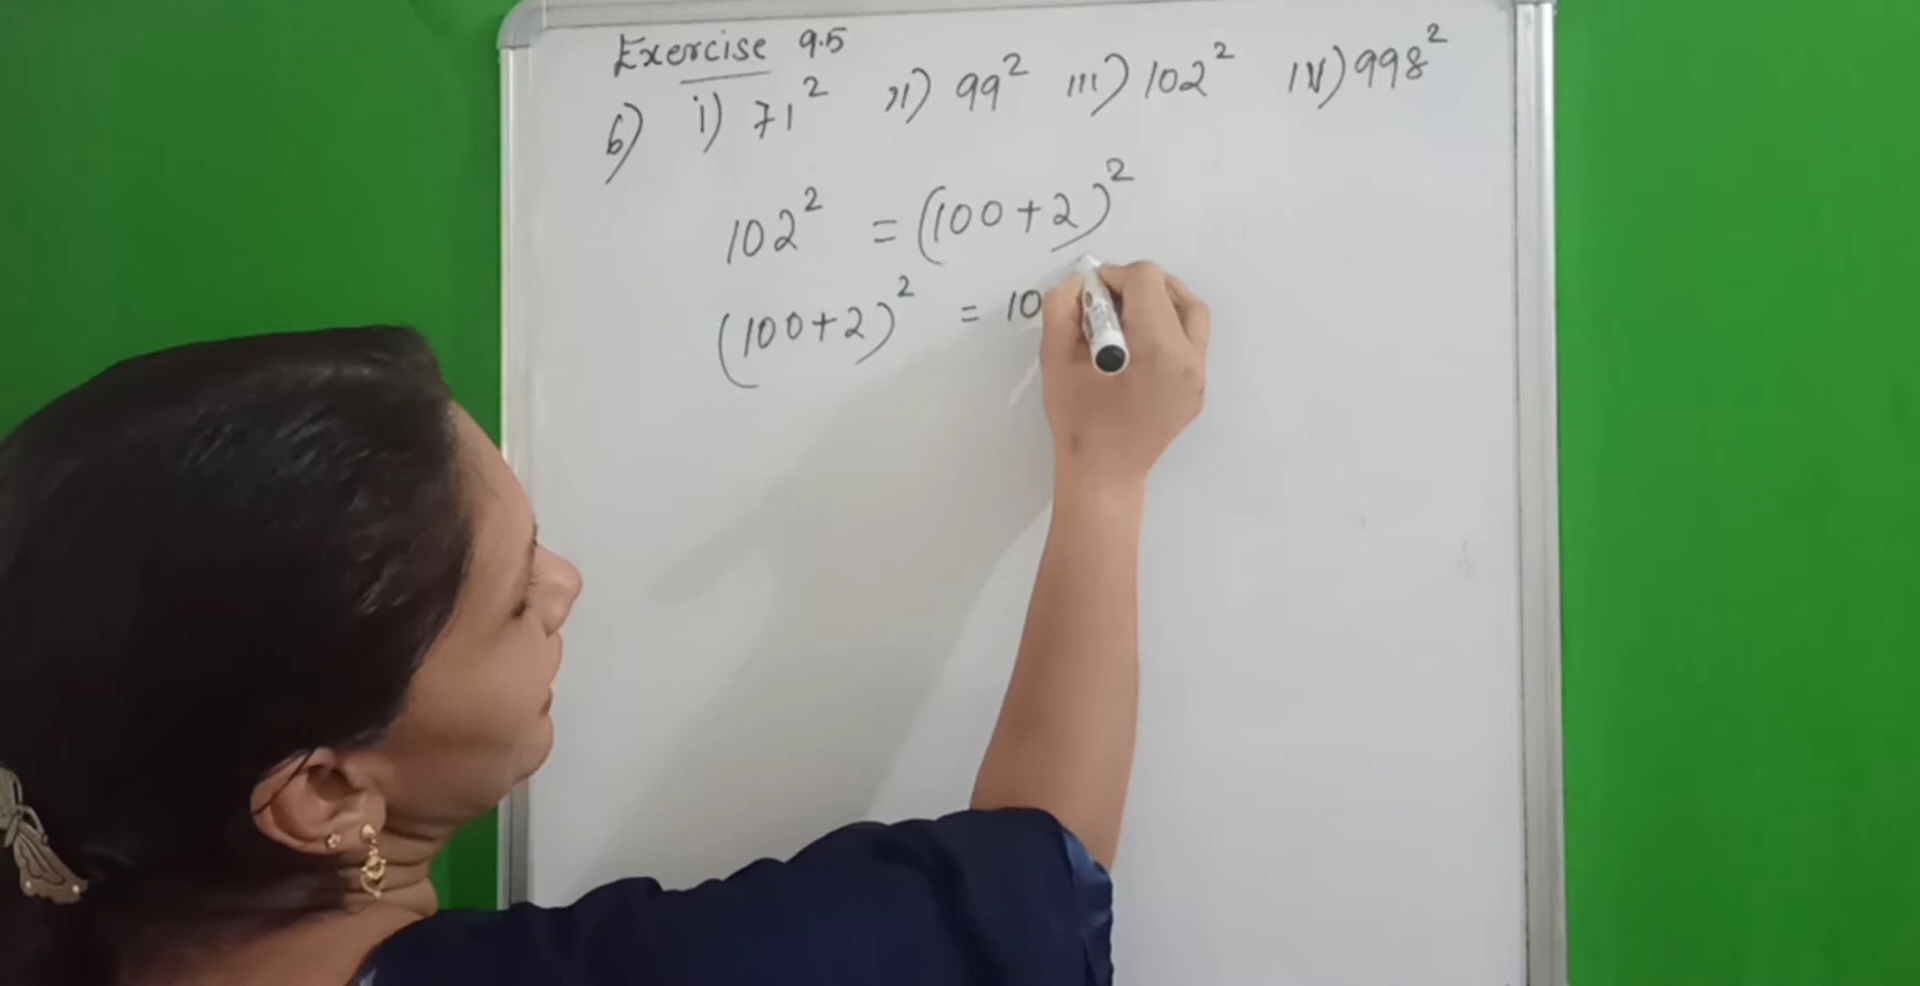 Exercise 9.5
6) i) 71² ii) 99² iii) 102² iv) 998²
102² = (100+2)²
(100+2)² = 10